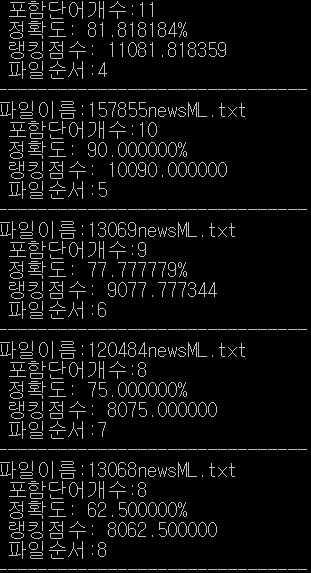 포함단어개수:11
정확도: 81.818184%
랭킹점수: 11081.818359
파일순서:4
파일이름:157855newsML.txt
포함단어개수:10
정확도: 90.000000%
랭킹점수: 10090.000000
파일순서:5
파일이름:13069newsML.txt
포함단어개수:9
정확도: 77.777779%
랭킹점수: 9077.777344
파일순서:6
파일이름:120484newsML.txt
포함단어개수:8
정확도: 75.000000%
랭킹점수: 8075.000000
파일순서:7
파일이름:13068newsML.txt
포함단어개수:8
정확도: 62.500000%
랭킹점수: 8062.500000
파일순서:8